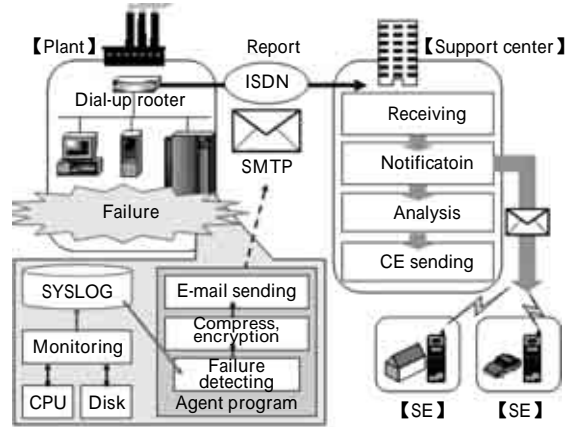 【Plant】
Report
【Support center】
ISDN
Dial-up rooter
SMTP
Receiving
Notificatoin
Analysis
CE sending
Failure
SYSLOG
Monitoring
CPU
Disk
E-mail sending
Compress,
encryption
Failure
detecting
Agent program
【SE】
【SE】